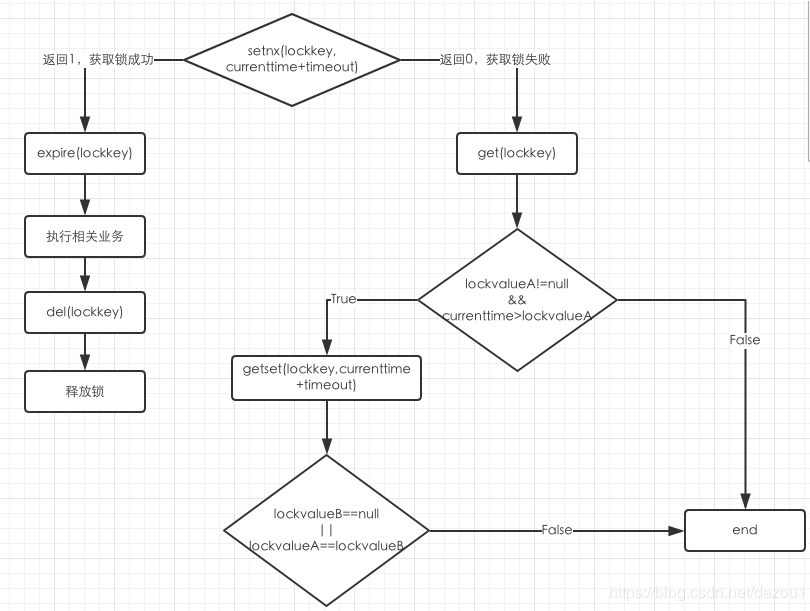 setnx(lockkey,
currenttime+timeout)
返回1，获取锁成功
返回0，获取锁失败
expire(lockkey)
get(lockkey)
执行相关业务
lockvalueA!=null
&&
currenttime>lockvalueA
True
False
del(lockkey)
getset(lockkey,currenttime
+timeout)
释放锁
lockvalueB==null
||
lockvalueA==lockvalueB
False
end
https://blog.csdn.net/dazou1